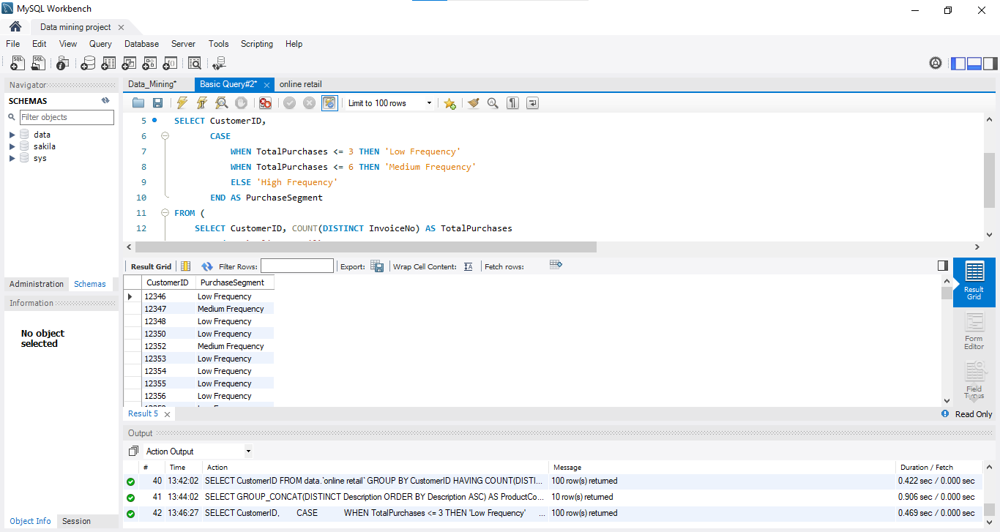 MySQL Workbench
Data mining project
File Edit View Query Database Server Tools Scripting Help
Navigator
SCHEMAS
Filter objects
data
sakila
sys
Administration Schemas
Information
No object
selected
Object Info Session
Data_Mining* Basic Query#2* online retail
Limit to 100 rows
5 SELECT CustomerID,
6 CASE
7 WHEN TotalPurchases <= 3 THEN 'Low Frequency'
8 WHEN TotalPurchases <= 6 THEN 'Medium Frequency'
9 ELSE 'High Frequency'
10 END AS PurchaseSegment
11 FROM (
12 SELECT CustomerID, COUNT(DISTINCT InvoiceNo) AS TotalPurchases
Result Grid Filter Rows: Export: Wrap Cell Content: Fetch rows:
CustomerID PurchaseSegment
12346 Low Frequency
12347 Medium Frequency
12348 Low Frequency
12350 Low Frequency
12352 Medium Frequency
12353 Low Frequency
12354 Low Frequency
12355 Low Frequency
12356 Low Frequency
Result
Grid
Form
Editor
Field
Types
Result 5
Read Only
Output
Action Output
# Time Action Message Duration / Fetch
40 13:42:02 SELECT CustomerID FROM data.`online retail` GROUP BY CustomerID HAVING COUNT(DISTI... 100 row(s) returned 0.422 sec / 0.000 sec
41 13:44:02 SELECT GROUP_CONCAT(DISTINCT Description ORDER BY Description ASC) AS ProductCo... 10 row(s) returned 0.906 sec / 0.000 sec
42 13:46:27 SELECT CustomerID, CASE WHEN TotalPurchases <= 3 THEN 'Low Frequency' ... 100 row(s) returned 0.469 sec / 0.000 sec